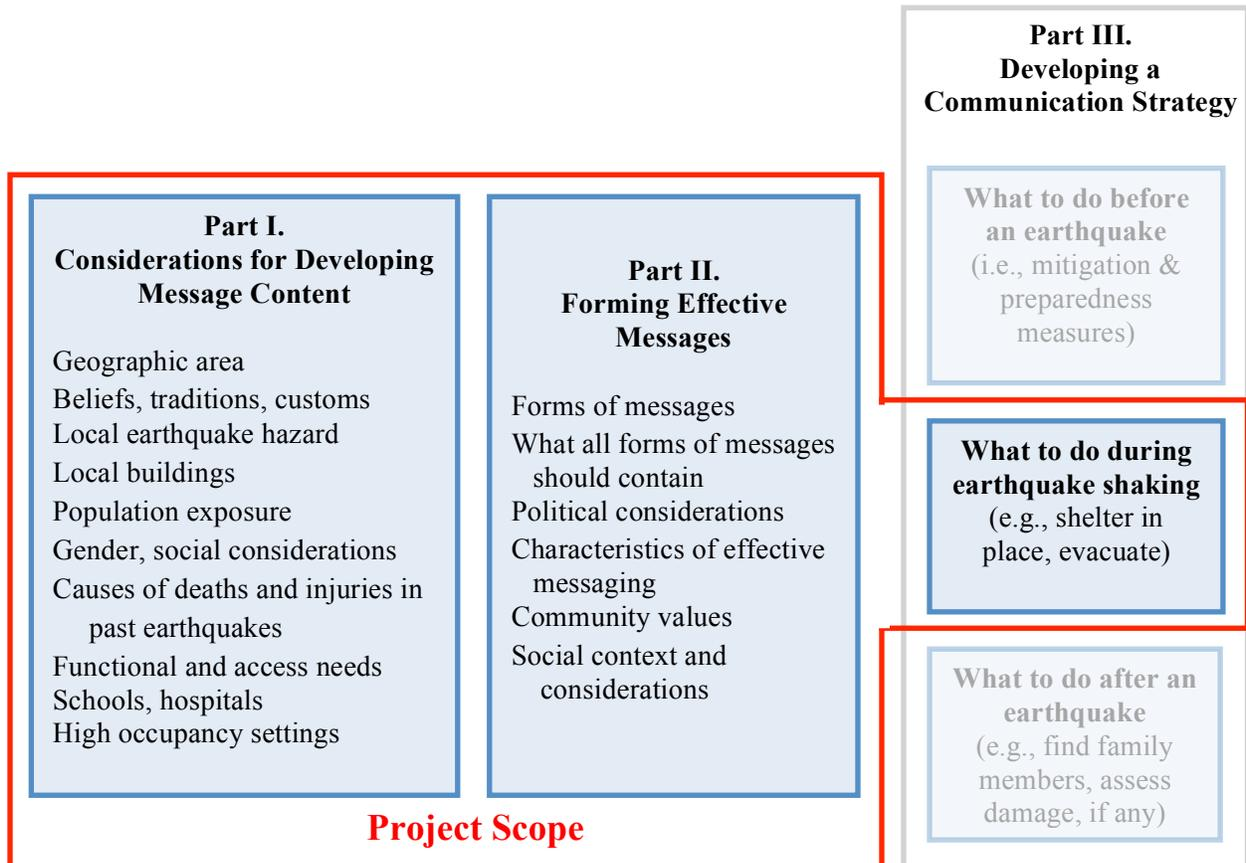 Part I.
Considerations for Developing
Message Content
Geographic area
Beliefs, traditions, customs
Local earthquake hazard
Local buildings
Population exposure
Gender, social considerations
Causes of deaths and injuries in
past earthquakes
Functional and access needs
Schools, hospitals
High occupancy settings
Part II.
Forming Effective
Messages
Forms of messages
What all forms of messages
should contain
Political considerations
Characteristics of effective
messaging
Community values
Social context and
considerations
Project Scope
Part III.
Developing a
Communication Strategy
What to do before
an earthquake
(i.e., mitigation &
preparedness
measures)
What to do during
earthquake shaking
(e.g., shelter in
place, evacuate)
What to do after an
earthquake
(e.g., find family
members, assess
damage, if any)